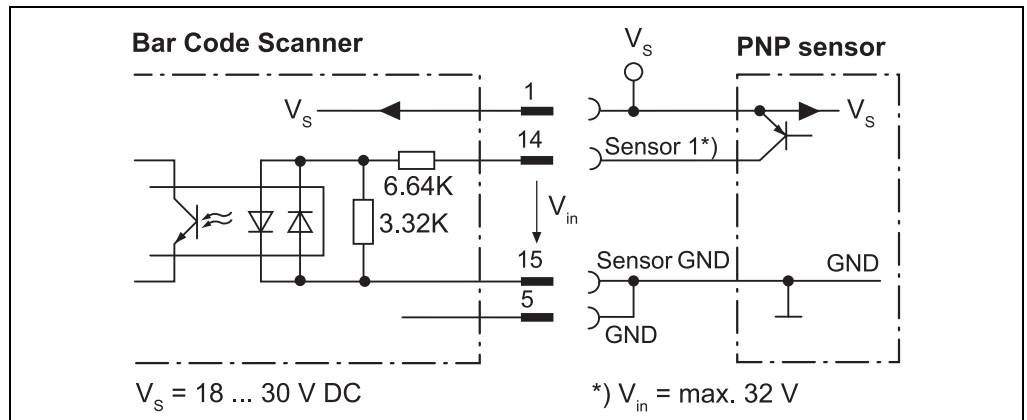 Bar Code Scanner
V_S
PNP sensor
V_S
1
V_S
14
Sensor 1*)
6.64K
3.32K
V_in
15
Sensor GND
GND
5
GND
V_S = 18 ... 30 V DC
*) V_in = max. 32 V